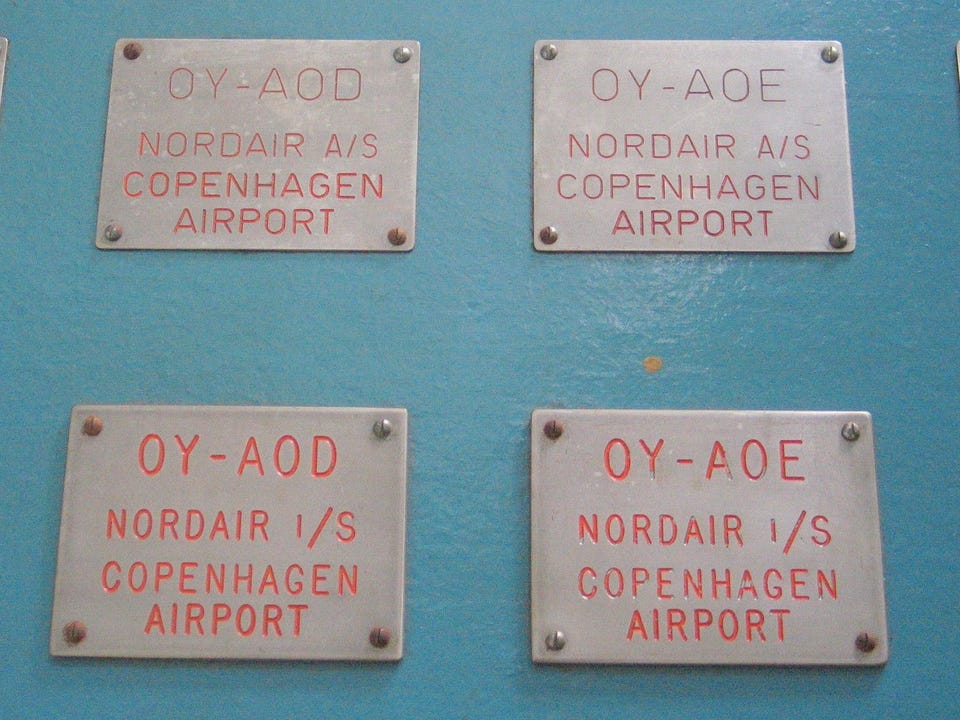 OY-AOD
NORDAIR A/S
COPENHAGEN
AIRPORT
OY-AOE
NORDAIR A/S
COPENHAGEN
AIRPORT
OY-AOD
NORDAIR I/S
COPENHAGEN
AIRPORT
OY-AOE
NORDAIR I/S
COPENHAGEN
AIRPORT